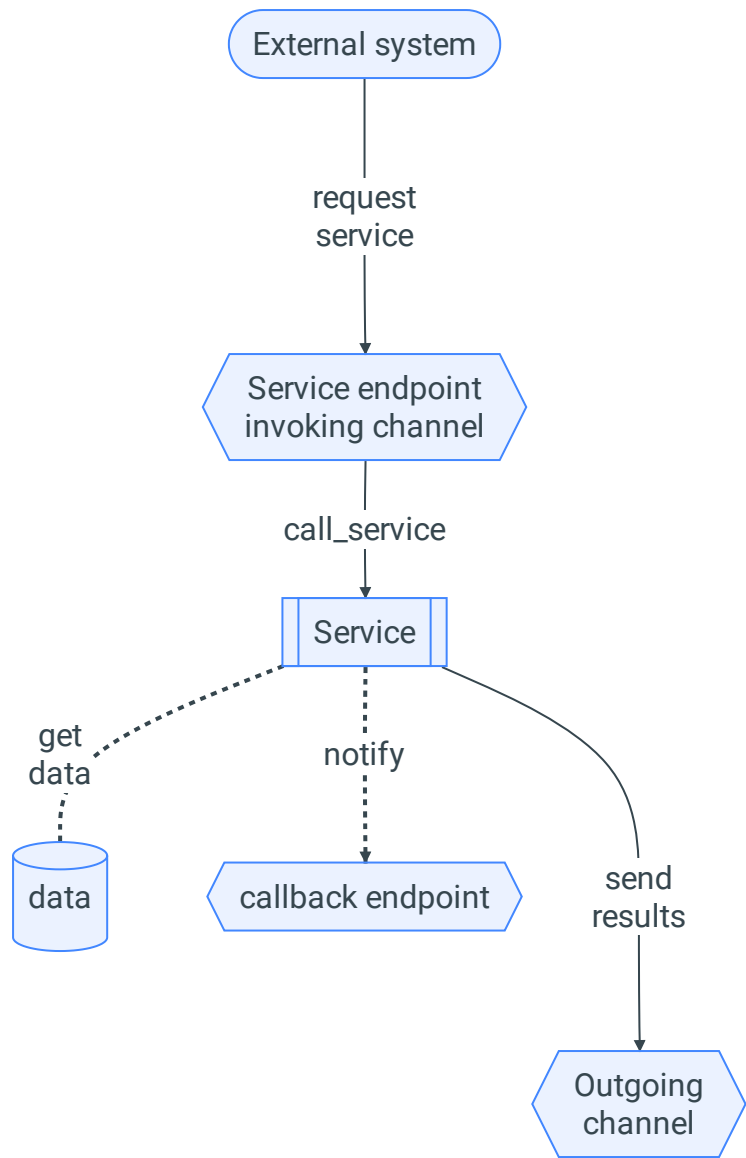 External system
request
service
Service endpoint
invoking channel
call_service
Service
get
data
notify
data
callback endpoint
send
results
Outgoing
channel